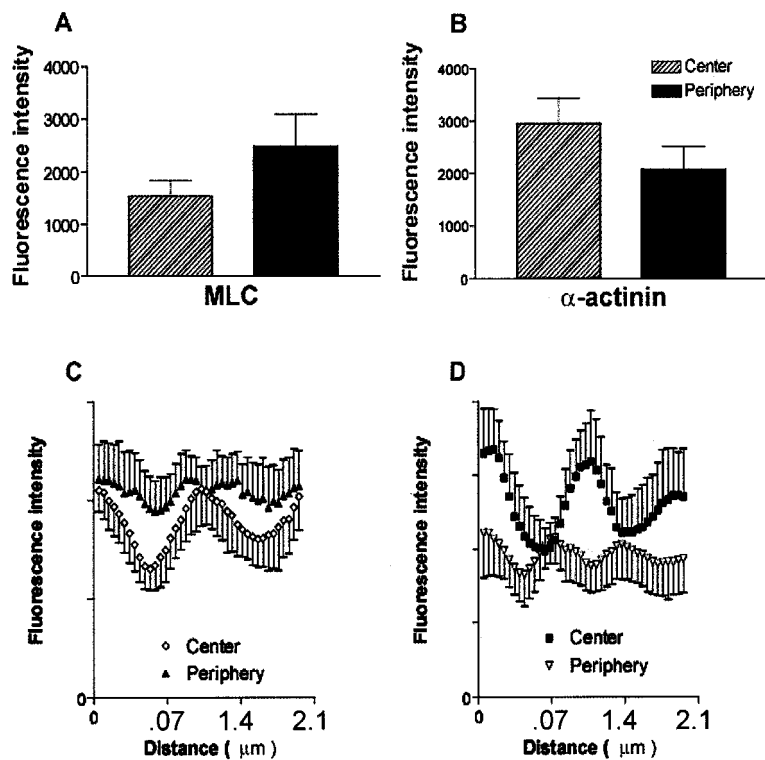 A
Fluorescence intensity
4000
3000
2000
1000
0
MLC
B
Fluorescence intensity
4000
3000
2000
1000
0
Center
Periphery
α-actinin
C
Fluorescence intensity
0
Center
Periphery
0 .07 1.4 2.1
Distance ( μm)
D
Fluorescence intensity
0
Center
Periphery
0 .07 1.4 2.1
Distance ( μm)